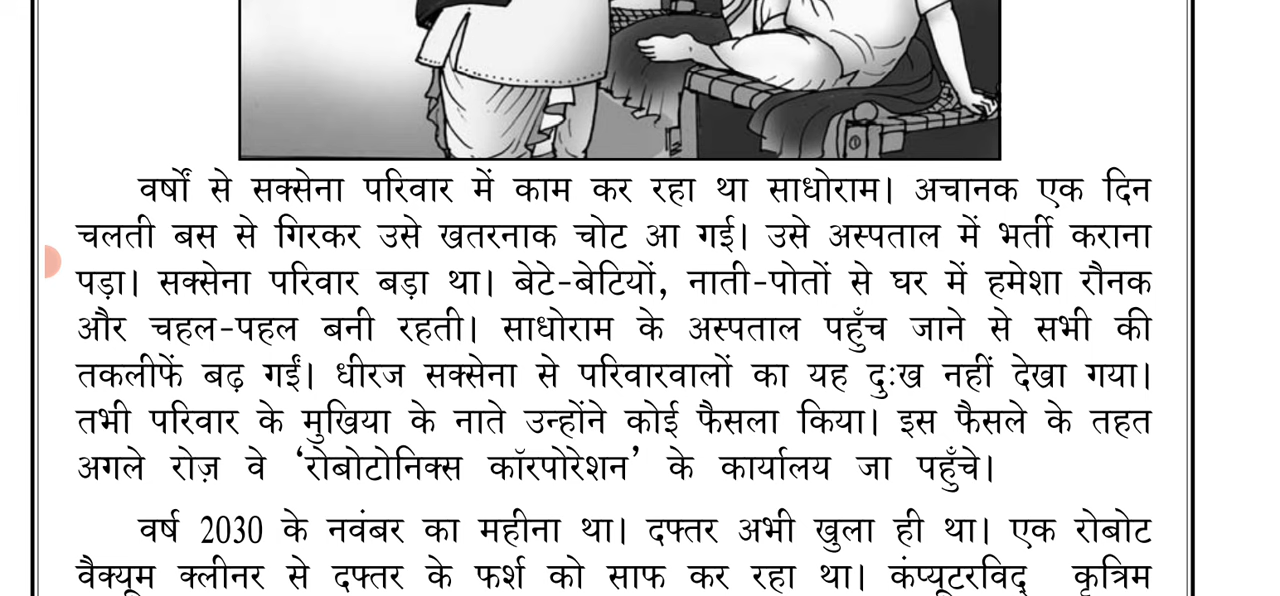 वर्षों से सक्सेना परिवार में काम कर रहा था साधोराम। अचानक एक दिन
चलती बस से गिरकर उसे खतरनाक चोट आ गई। उसे अस्पताल में भर्ती कराना
पड़ा। सक्सेना परिवार बड़ा था। बेटे-बेटियों, नाती-पोतों से घर में हमेशा रौनक
और चहल-पहल बनी रहती। साधोराम के अस्पताल पहुँच जाने से सभी की
तकलीफें बढ़ गईं। धीरज सक्सेना से परिवारवालों का यह दुःख नहीं देखा गया।
तभी परिवार के मुखिया के नाते उन्होंने कोई फैसला किया। इस फैसले के तहत
अगले रोज़ वे ‘रोबोटोनिक्स कॉरपोरेशन’ के कार्यालय जा पहुँचे।
वर्ष 2030 के नवंबर का महीना था। दफ्तर अभी खुला ही था। एक रोबोट
वैक्यूम क्लीनर से दफ्तर के फर्श को साफ कर रहा था। कंप्यूटरविद् कृत्रिम